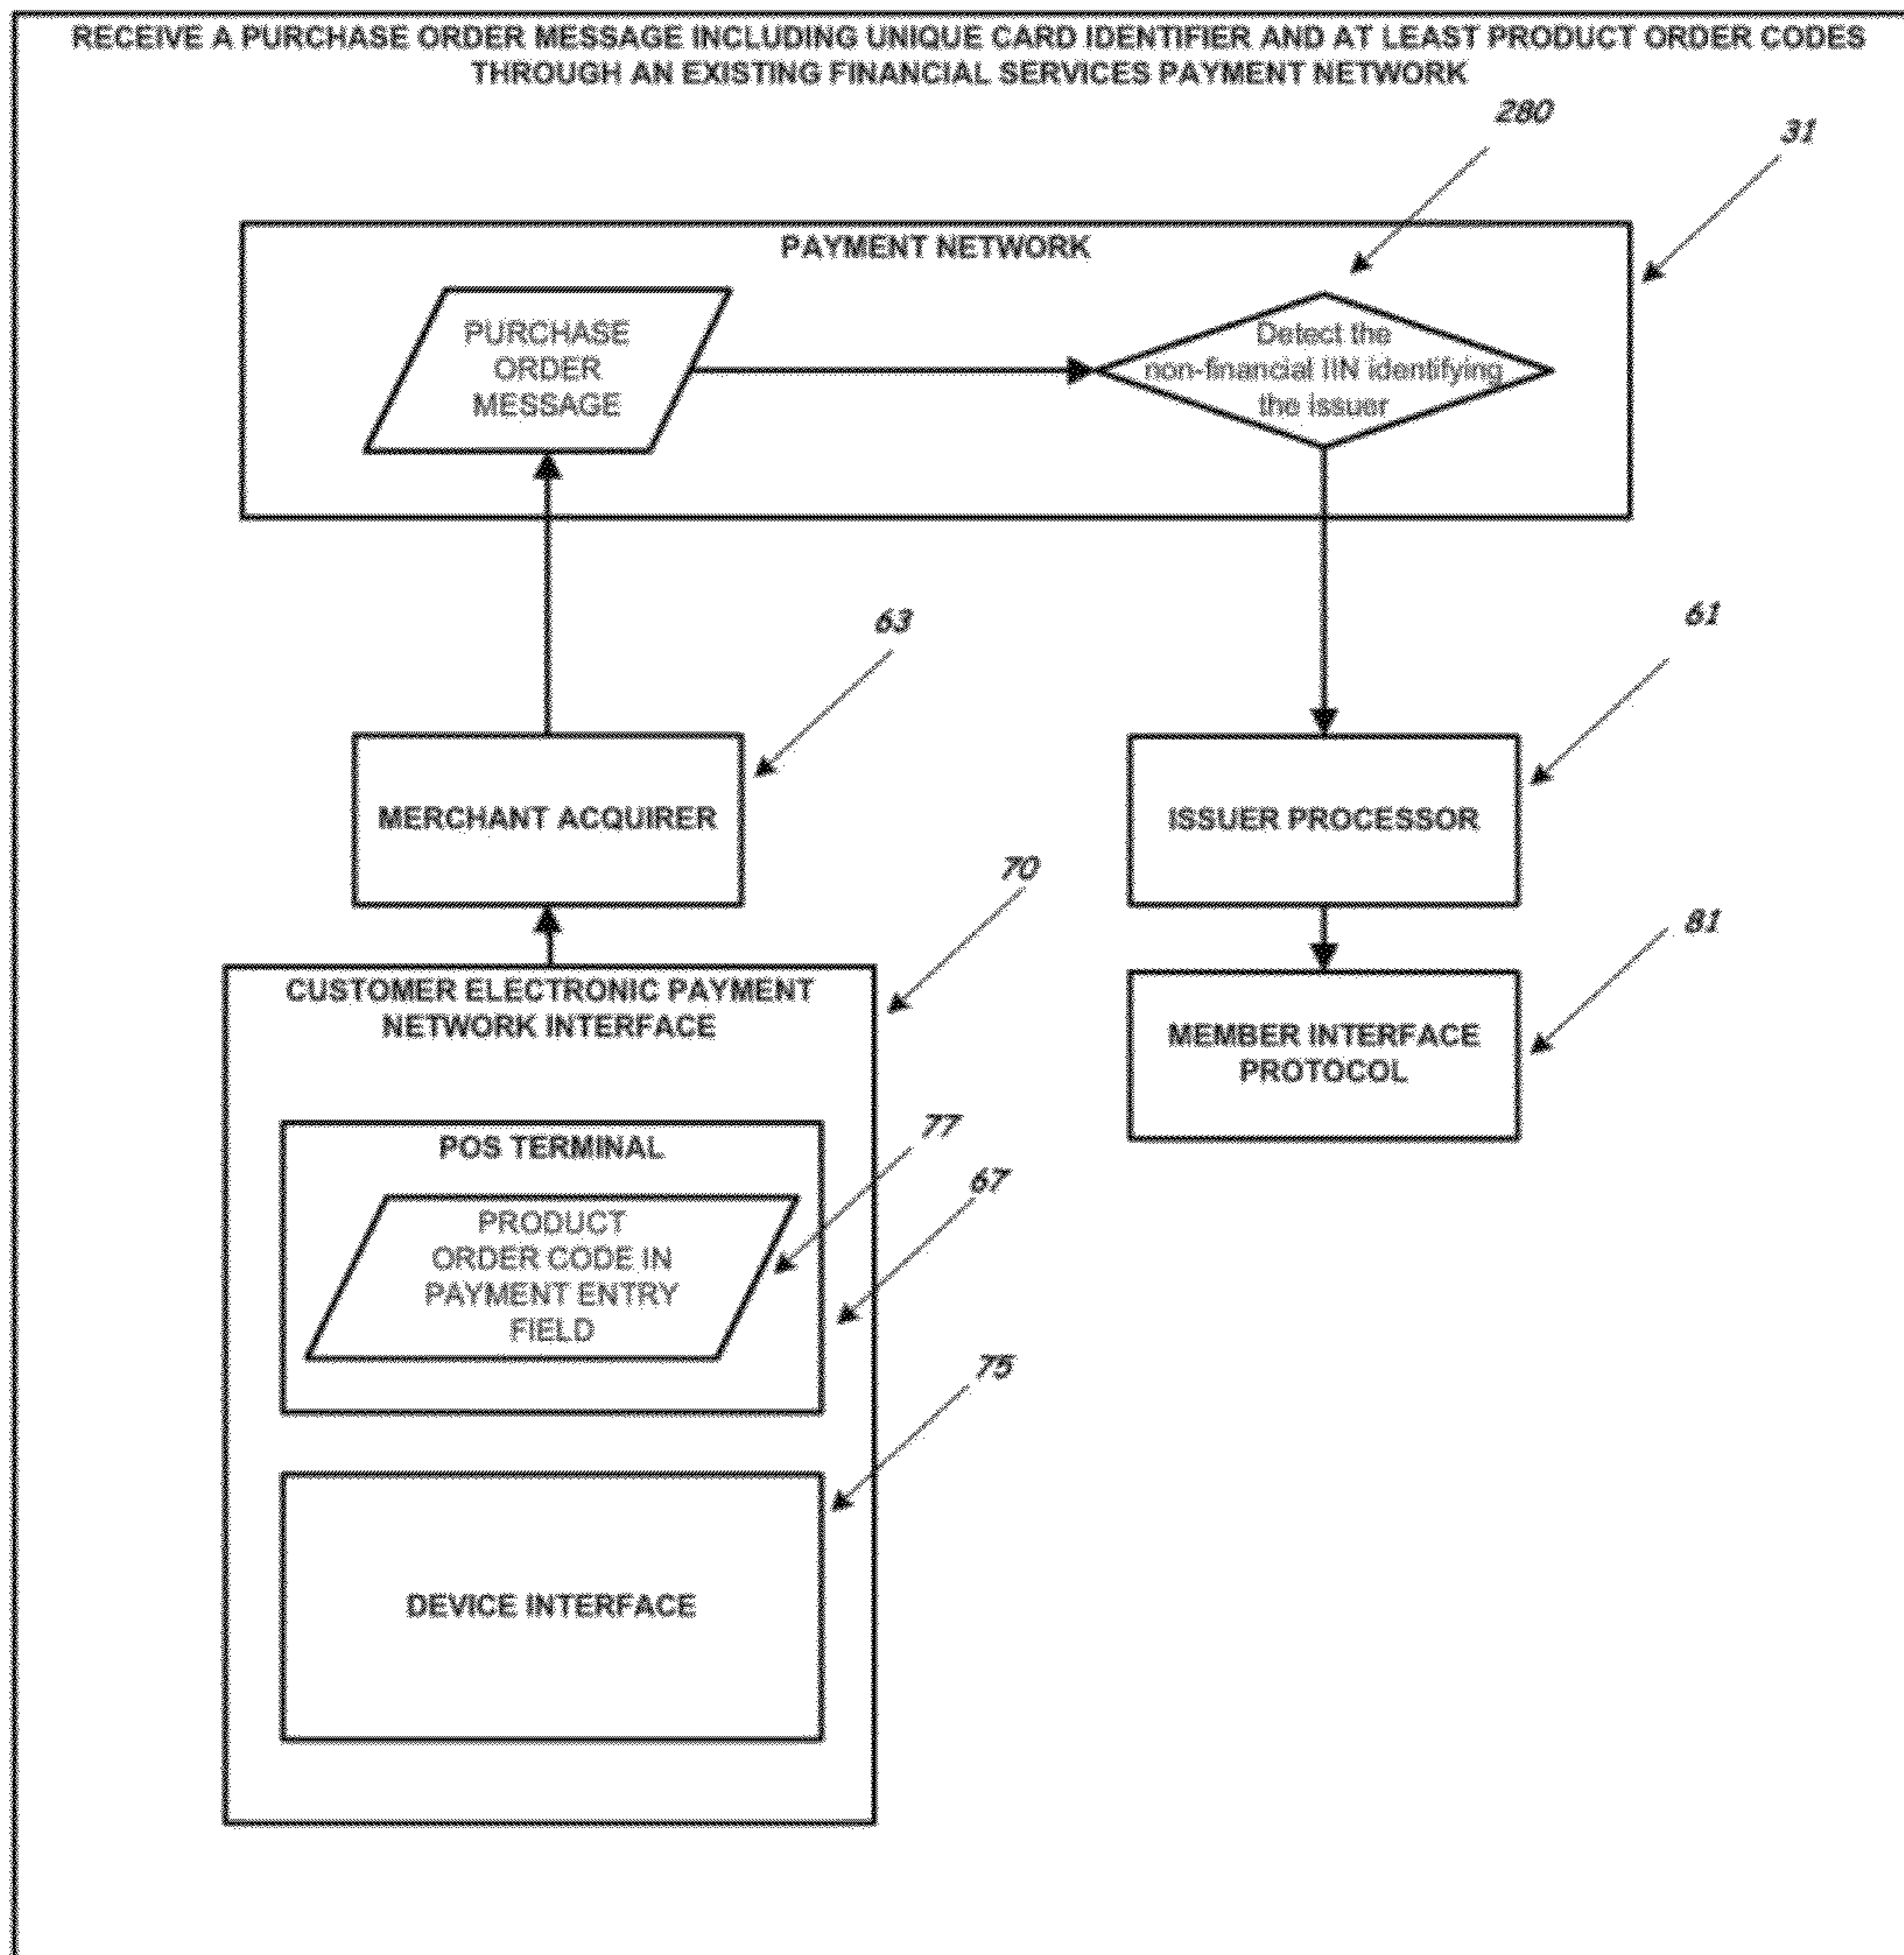 RECEIVE A PURCHASE ORDER MESSAGE INCLUDING UNIQUE CARD IDENTIFIER AND AT LEAST PRODUCT ORDER CODES
THROUGH AN EXISTING FINANCIAL SERVICES PAYMENT NETWORK
280
31
PAYMENT NETWORK
PURCHASE
ORDER
MESSAGE
Detect the
non-financial IIN identifying
the issuer
63
61
MERCHANT ACQUIRER
ISSUER PROCESSOR
70
81
CUSTOMER ELECTRONIC PAYMENT
NETWORK INTERFACE
MEMBER INTERFACE
PROTOCOL
77
POS TERMINAL
67
PRODUCT
ORDER CODE IN
PAYMENT ENTRY
FIELD
75
DEVICE INTERFACE